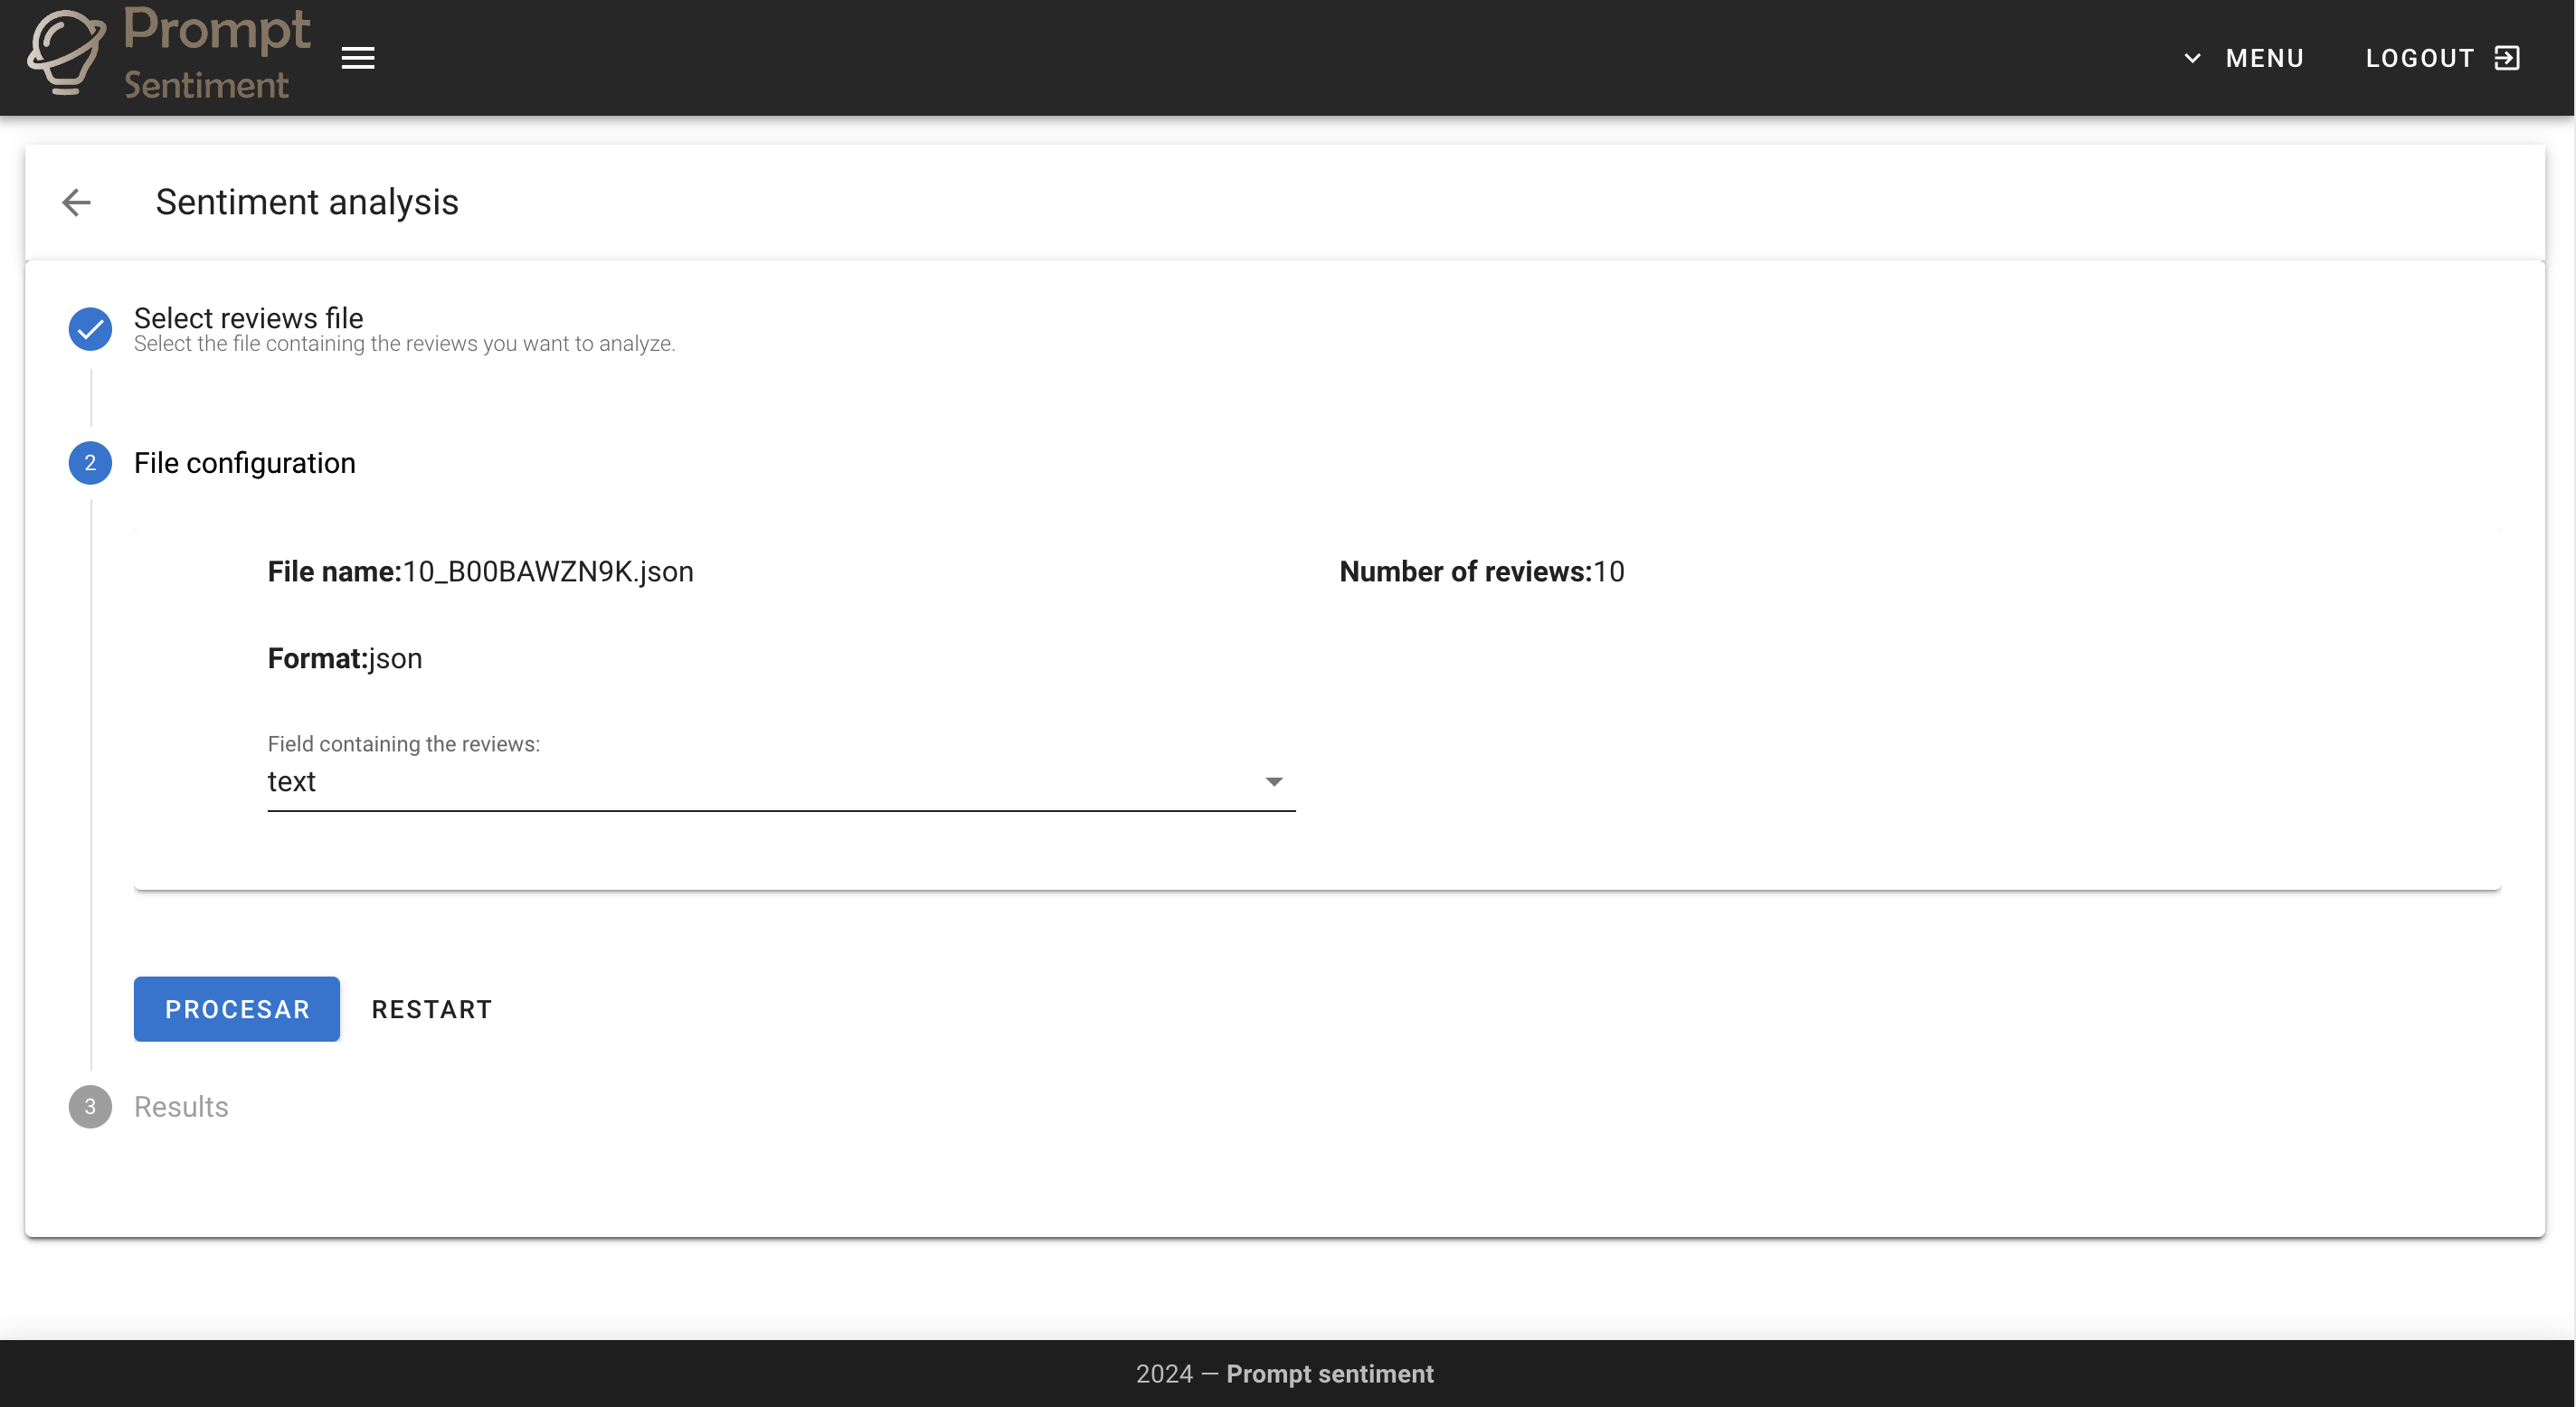 Prompt
Sentiment
MENU
LOGOUT
Sentiment analysis
Select reviews file
Select the file containing the reviews you want to analyze.
2
File configuration
File name:10_B00BAWZN9K.json
Number of reviews:10
Format:json
Field containing the reviews:
text
PROCESAR
RESTART
3
Results
2024 — Prompt sentiment